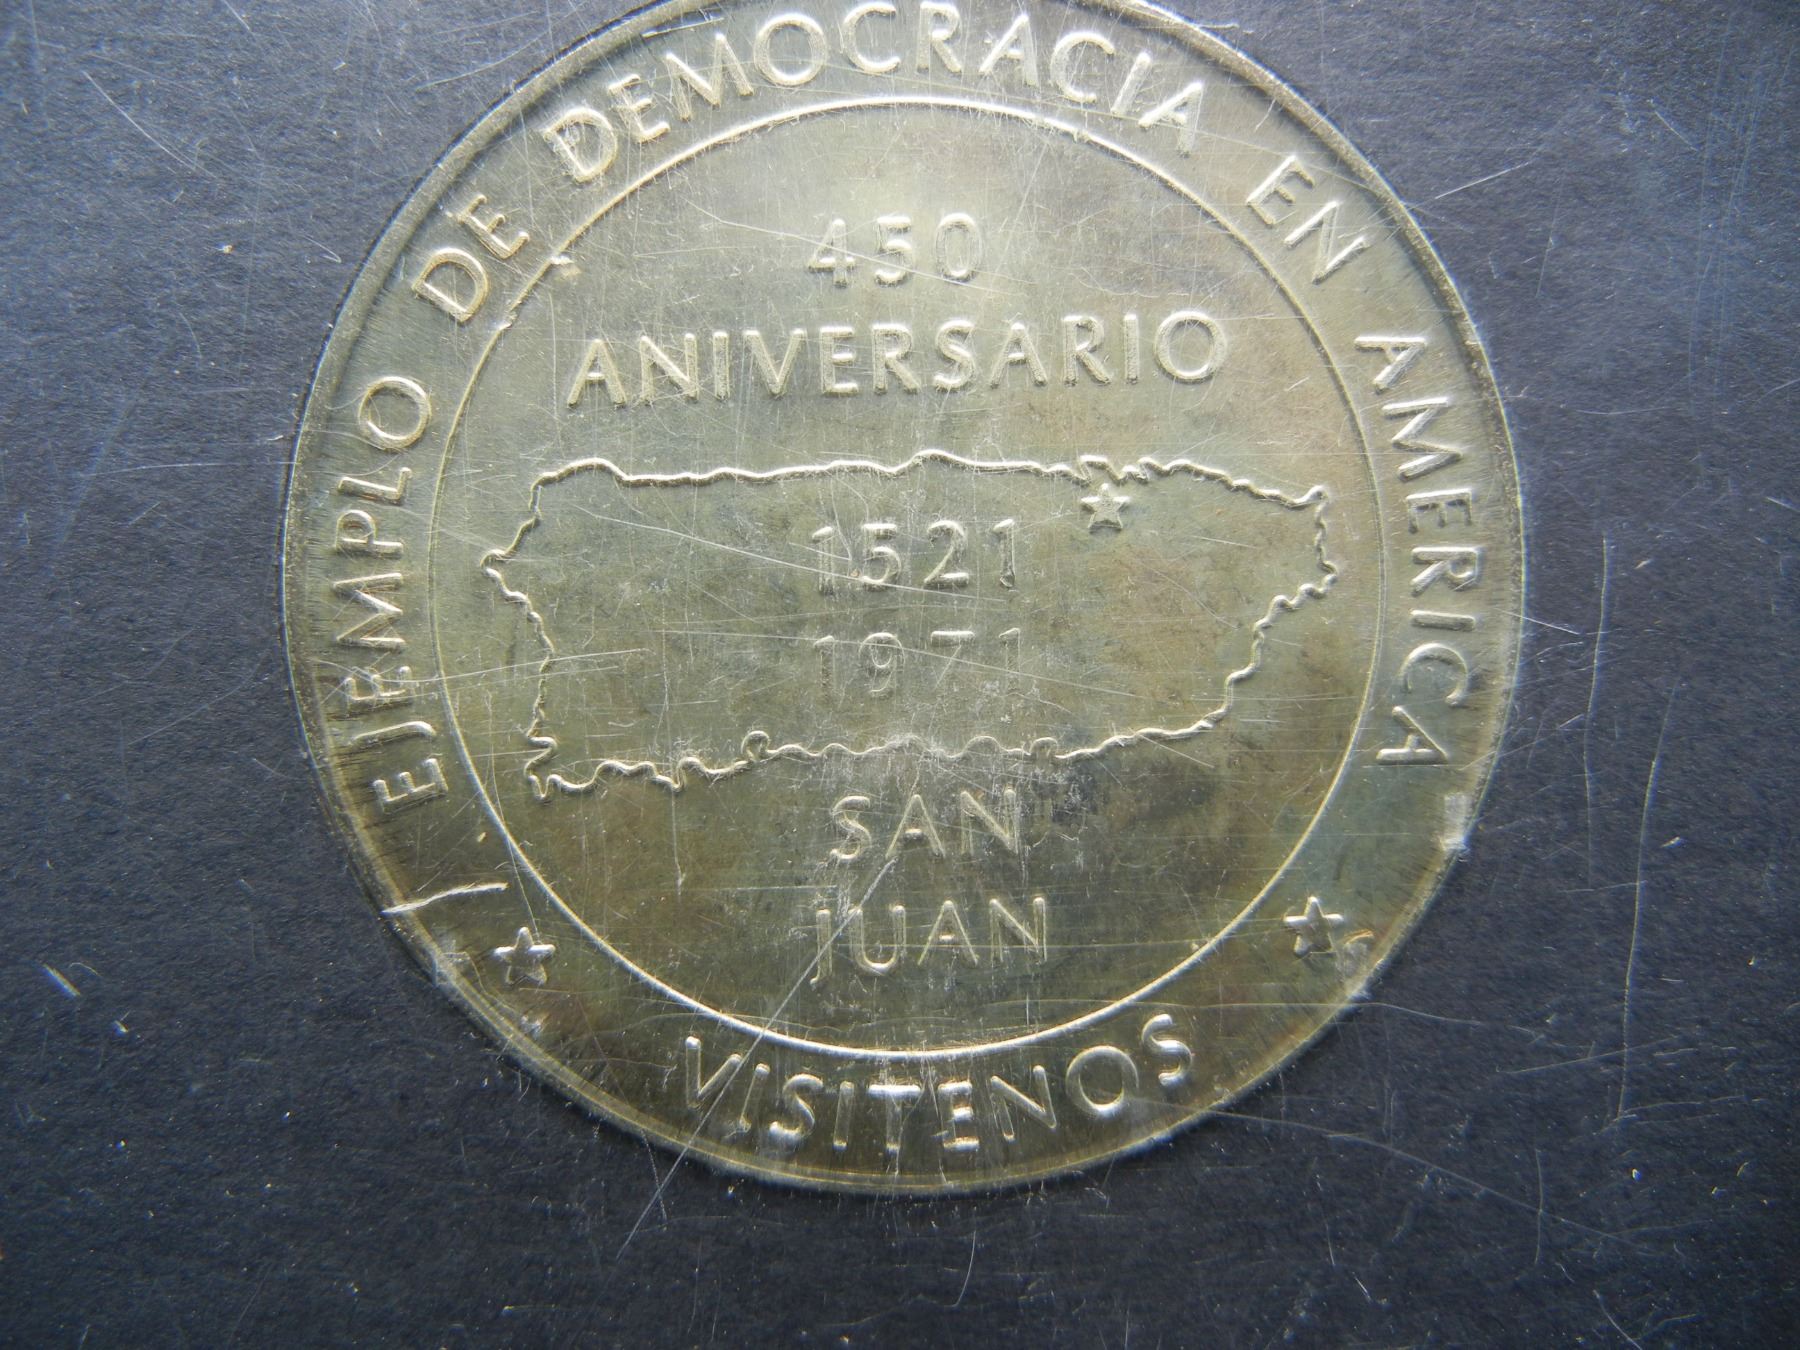 EJEMPLO DE DEMOCRACIA EN AMERICA
450
ANIVERSARIO
1521
1971
SAN
JUAN
VISITENOS